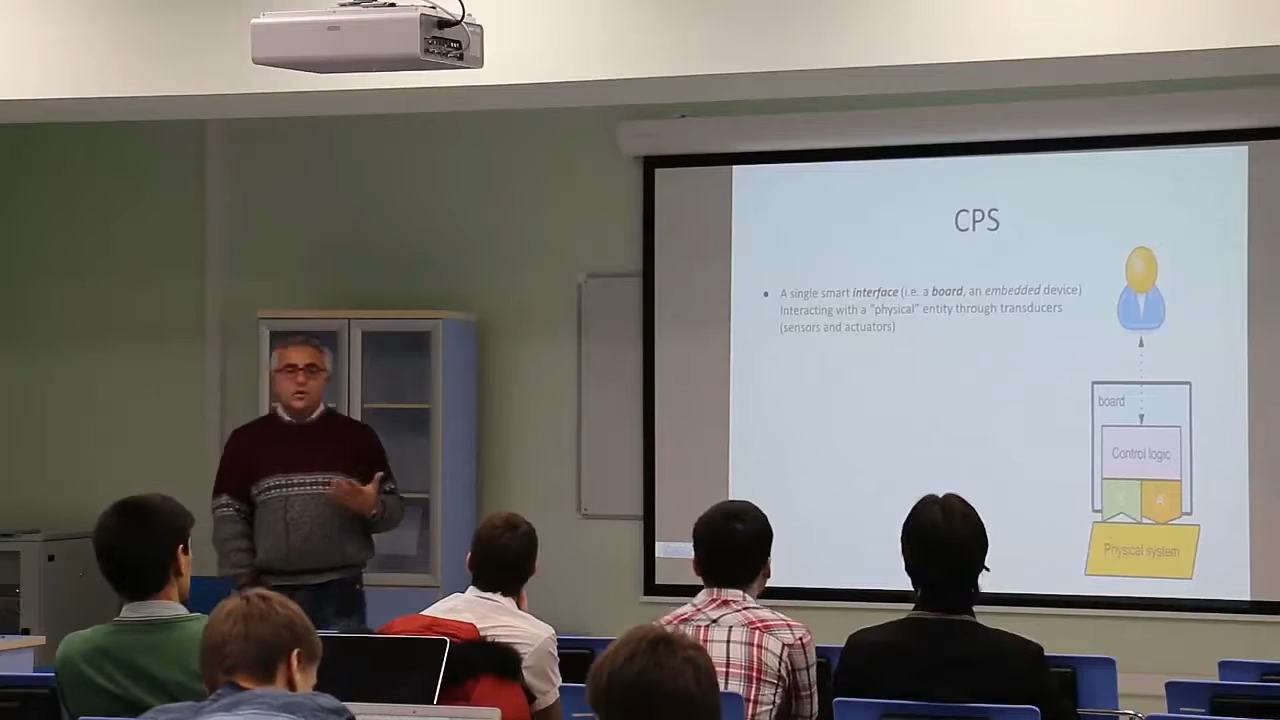 CPS
• A single smart interface (i.e. a board, an embedded device)
Interacting with a "physical" entity through transducers
(sensors and actuators)
board
Control logic
A
Physical system